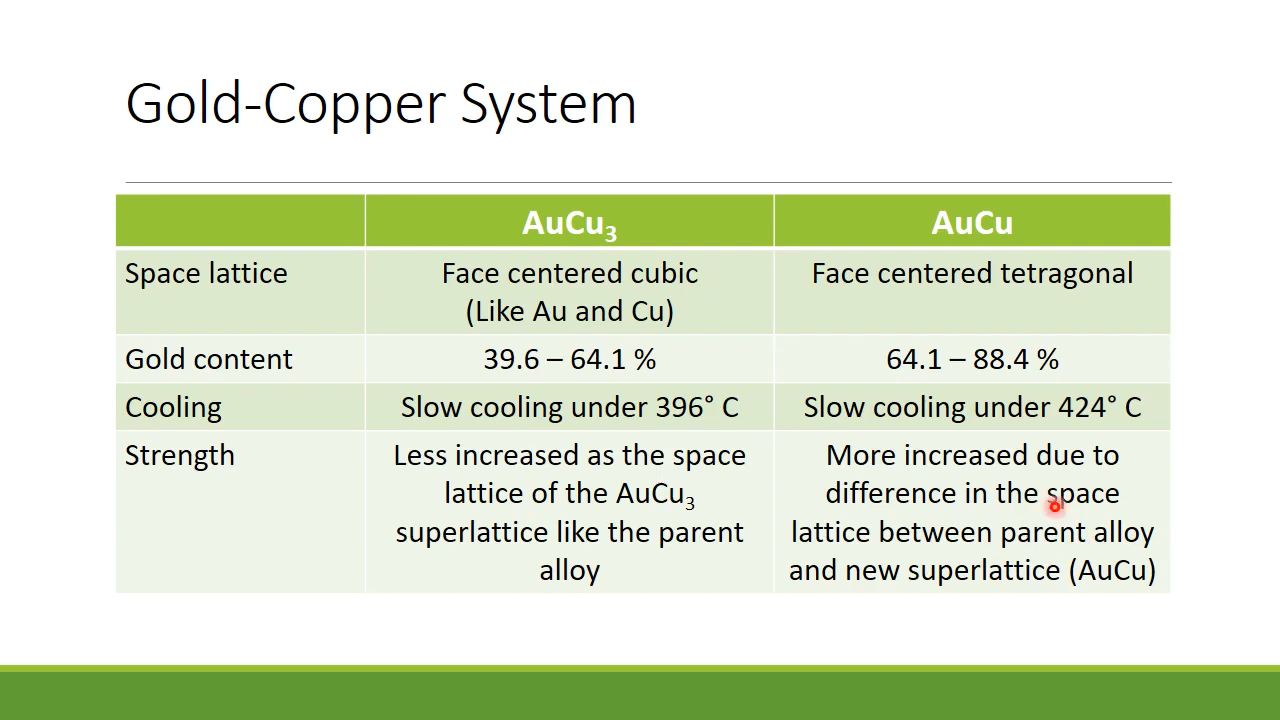 Gold-Copper System
AuCu₃ AuCu
Space lattice Face centered cubic Face centered tetragonal
(Like Au and Cu)
Gold content 39.6 – 64.1 % 64.1 – 88.4 %
Cooling Slow cooling under 396° C Slow cooling under 424° C
Strength Less increased as the space More increased due to
lattice of the AuCu₃ difference in the space
superlattice like the parent lattice between parent alloy
alloy and new superlattice (AuCu)